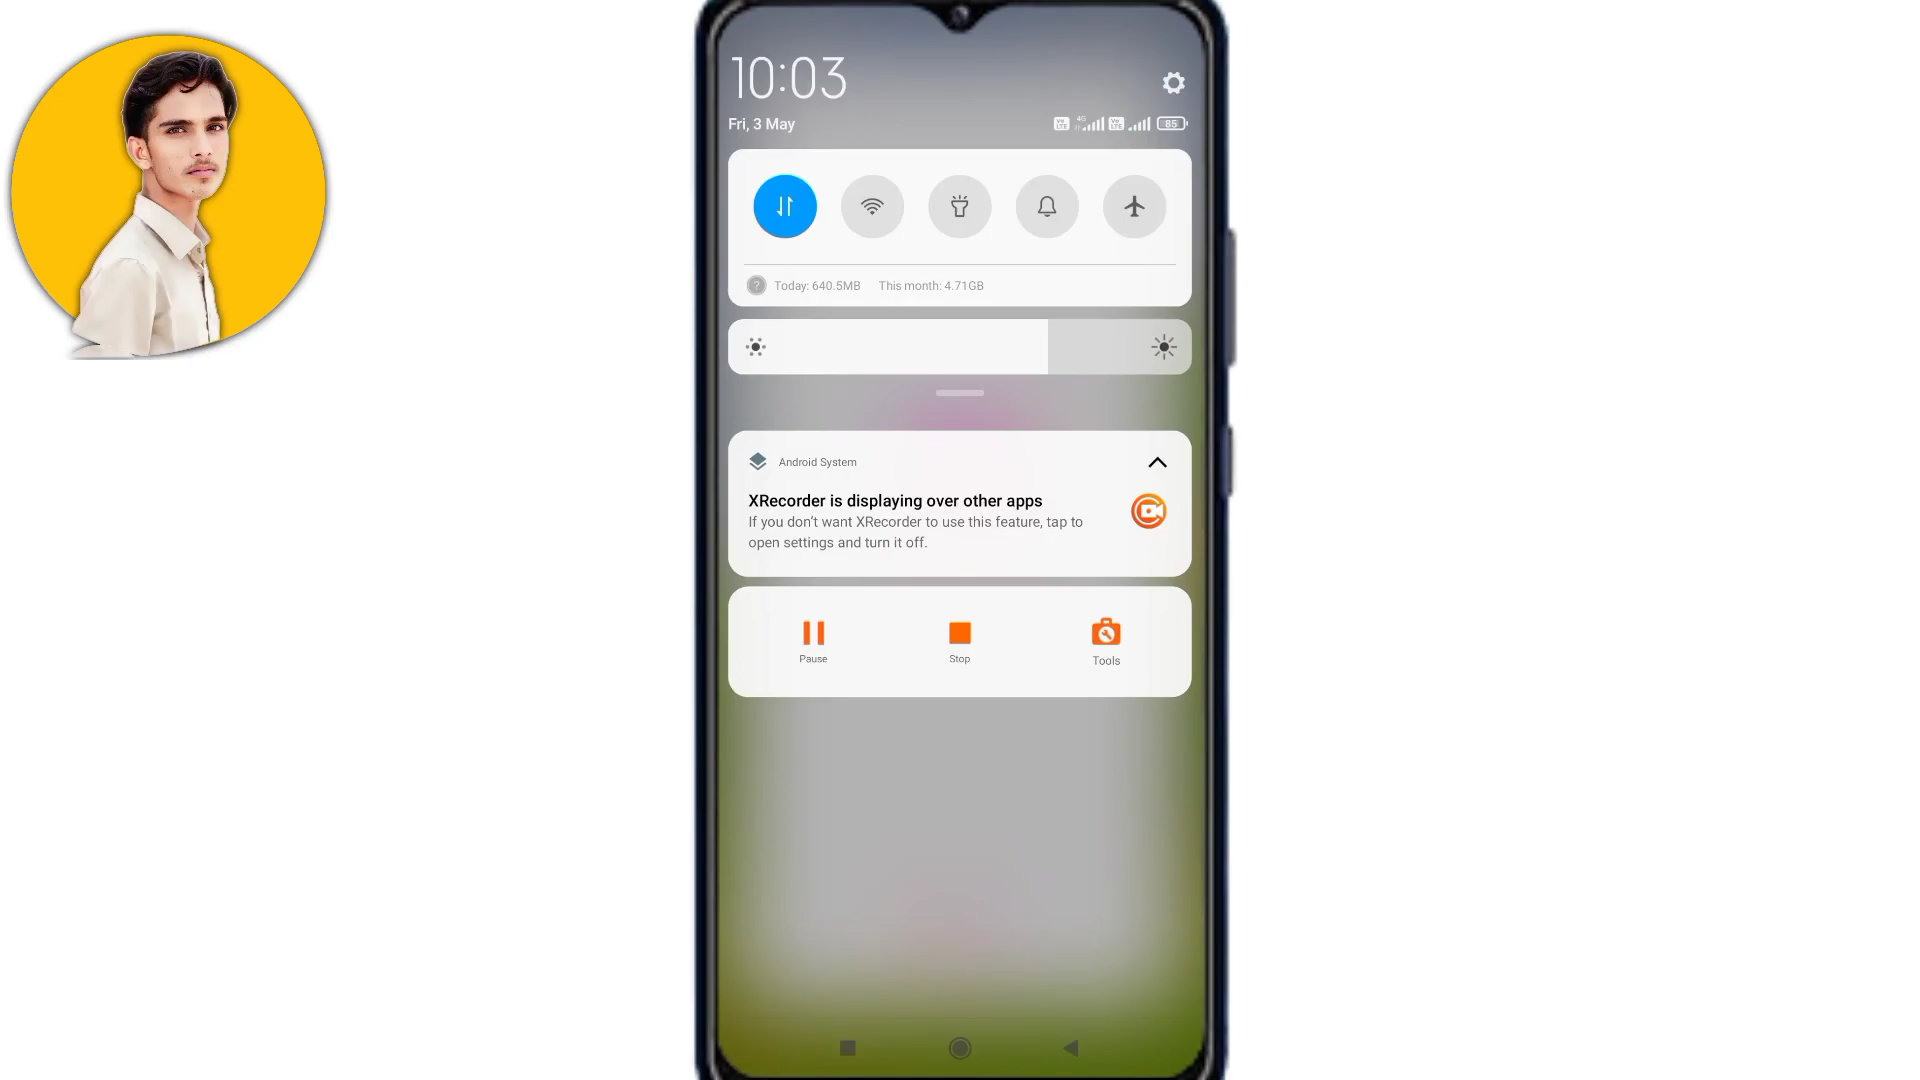 10:03
Fri, 3 May
4G
85
Today: 640.5MB This month: 4.71GB
Android System
XRecorder is displaying over other apps
If you don't want XRecorder to use this feature, tap to
open settings and turn it off.
Pause Stop Tools